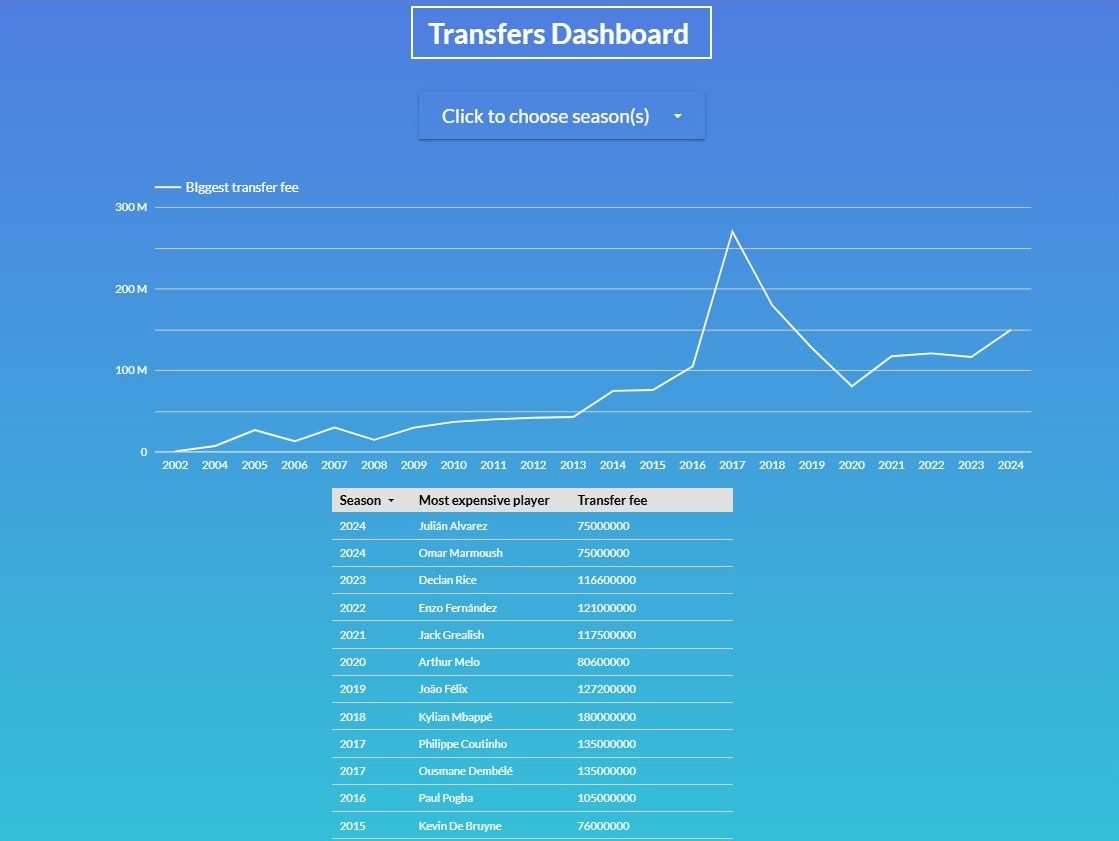 Transfers Dashboard
Click to choose season(s)
BIggest transfer fee
300 M
200 M
100 M
0
2002 2004 2005 2006 2007 2008 2009 2010 2011 2012 2013 2014 2015 2016 2017 2018 2019 2020 2021 2022 2023 2024
Season Most expensive player Transfer fee
2024 Julián Alvarez 75000000
2024 Omar Marmoush 75000000
2023 Declan Rice 116600000
2022 Enzo Fernández 121000000
2021 Jack Grealish 117500000
2020 Arthur Melo 80600000
2019 João Félix 127200000
2018 Kylian Mbappé 180000000
2017 Philippe Coutinho 135000000
2017 Ousmane Dembélé 135000000
2016 Paul Pogba 105000000
2015 Kevin De Bruyne 76000000